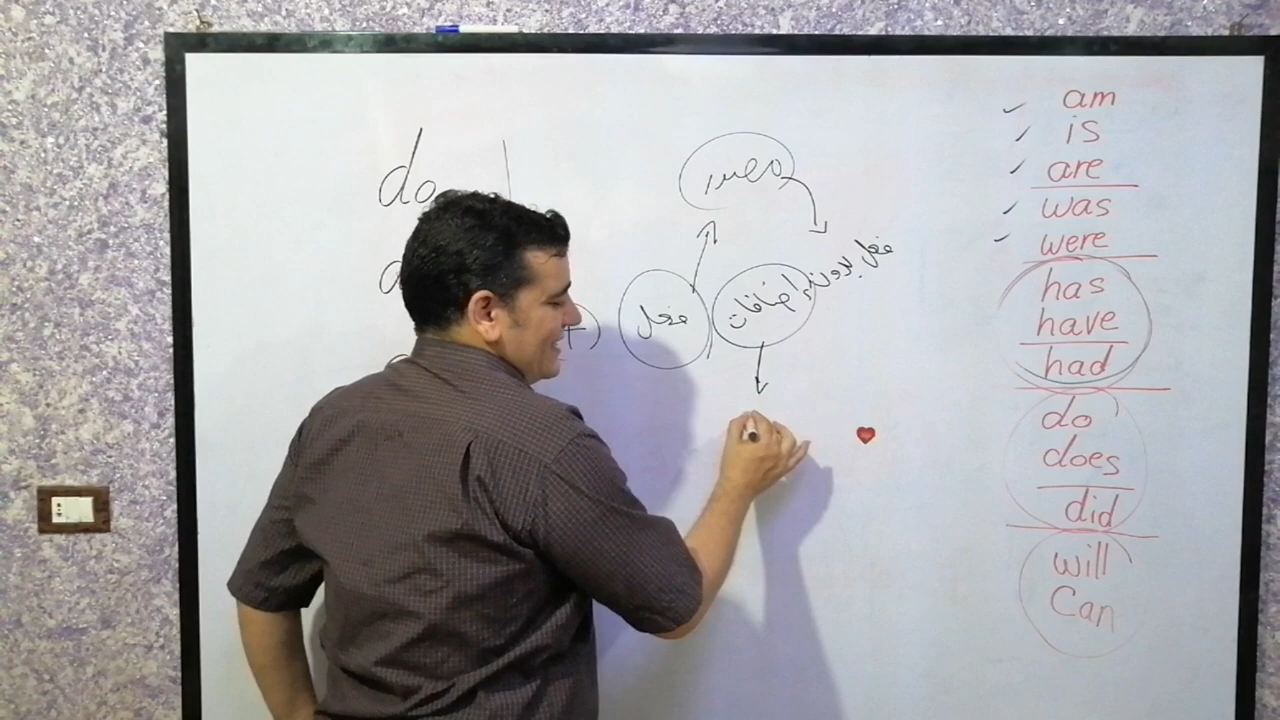 do
مصدر
فعل بدون إضافات
فعل
+)
am
is
are
was
were
has
have
had
do
does
did
will
Can